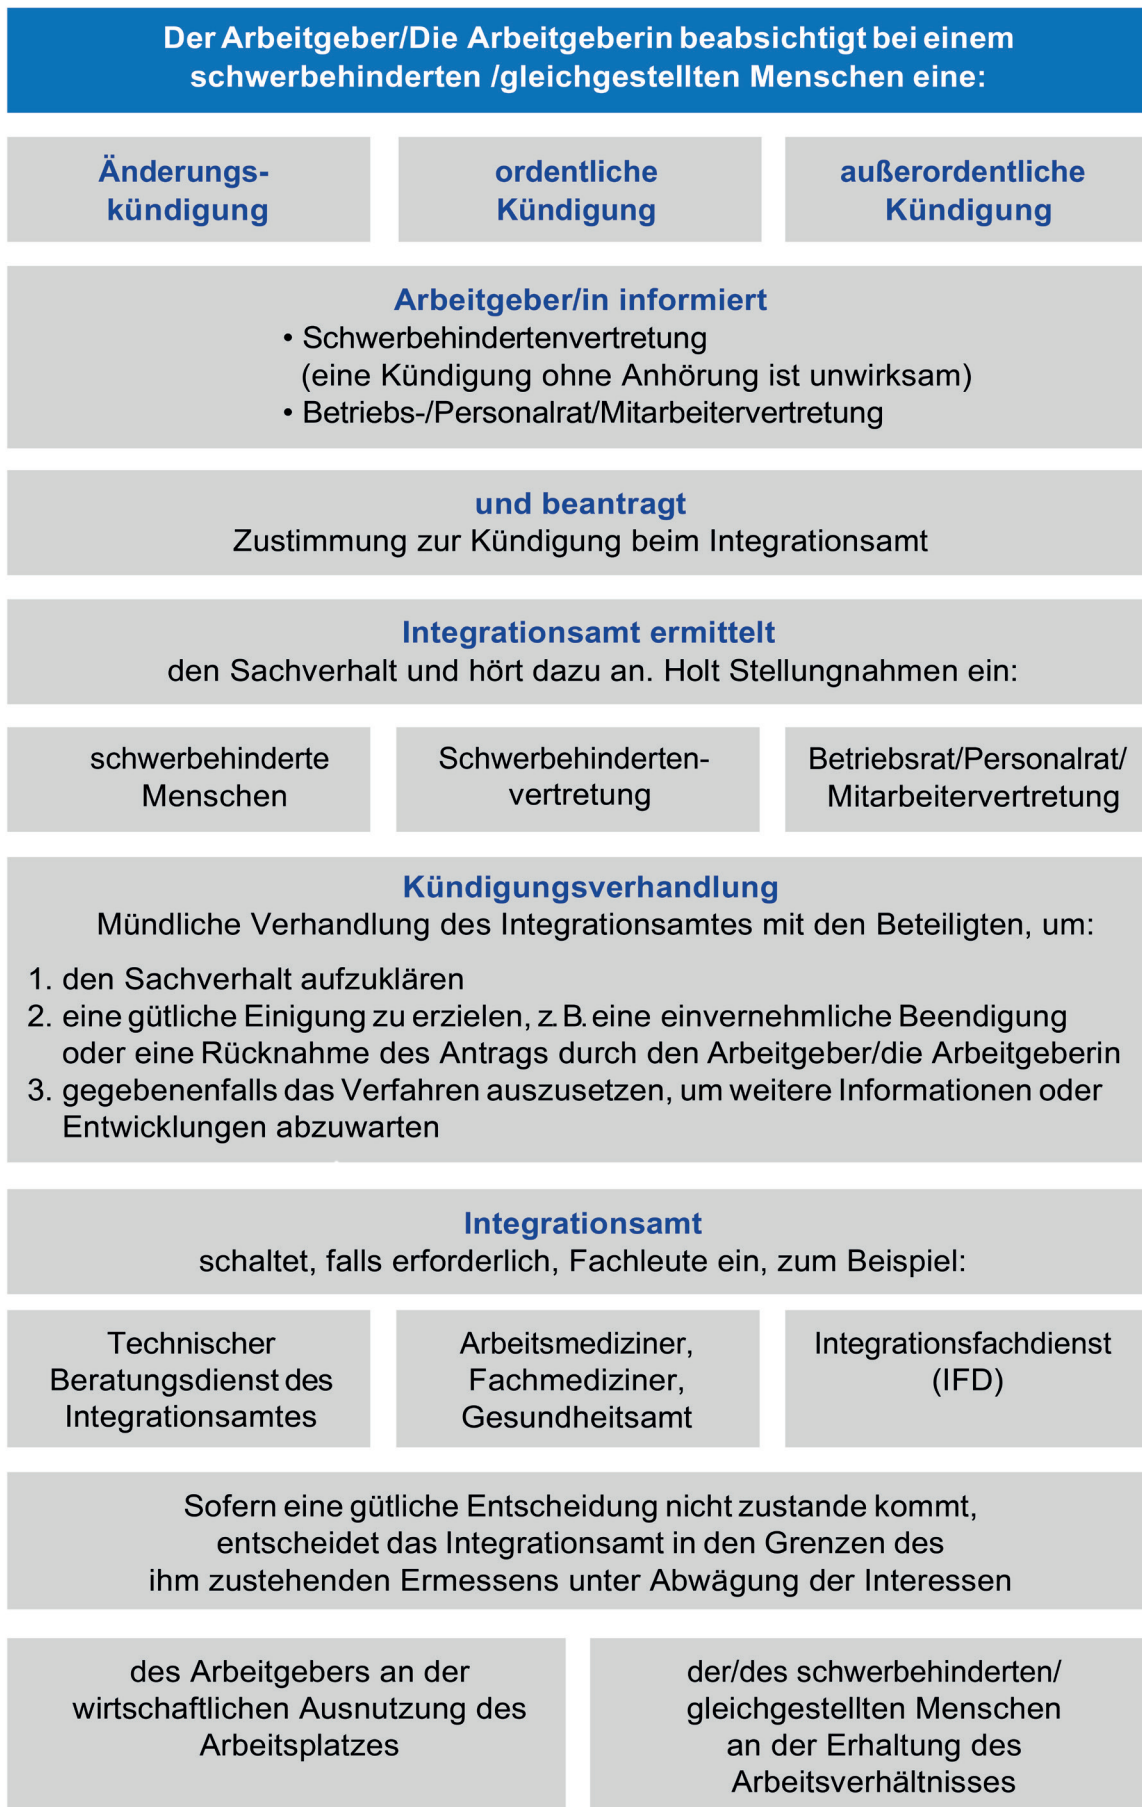 Der Arbeitgeber/Die Arbeitgeberin beabsichtigt bei einem
schwerbehinderten /gleichgestellten Menschen eine:
Änderungs-
kündigung
ordentliche
Kündigung
außerordentliche
Kündigung
Arbeitgeber/in informiert
• Schwerbehindertenvertretung
(eine Kündigung ohne Anhörung ist unwirksam)
• Betriebs-/Personalrat/Mitarbeitervertretung
und beantragt
Zustimmung zur Kündigung beim Integrationsamt
Integrationsamt ermittelt
den Sachverhalt und hört dazu an. Holt Stellungnahmen ein:
schwerbehinderte
Menschen
Schwerbehinderten-
vertretung
Betriebsrat/Personalrat/
Mitarbeitervertretung
Kündigungsverhandlung
Mündliche Verhandlung des Integrationsamtes mit den Beteiligten, um:
1. den Sachverhalt aufzuklären
2. eine gütliche Einigung zu erzielen, z. B. eine einvernehmliche Beendigung
oder eine Rücknahme des Antrags durch den Arbeitgeber/die Arbeitgeberin
3. gegebenenfalls das Verfahren auszusetzen, um weitere Informationen oder
Entwicklungen abzuwarten
Integrationsamt
schaltet, falls erforderlich, Fachleute ein, zum Beispiel:
Technischer
Beratungsdienst des
Integrationsamtes
Arbeitsmediziner,
Fachmediziner,
Gesundheitsamt
Integrationsfachdienst
(IFD)
Sofern eine gütliche Entscheidung nicht zustande kommt,
entscheidet das Integrationsamt in den Grenzen des
ihm zustehenden Ermessens unter Abwägung der Interessen
des Arbeitgebers an der
wirtschaftlichen Ausnutzung des
Arbeitsplatzes
der/des schwerbehinderten/
gleichgestellten Menschen
an der Erhaltung des
Arbeitsverhältnisses